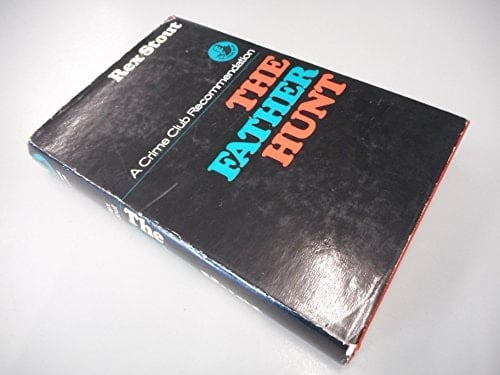 Rex Stout
A Crime Club Recommendation
THE
FATHER
HUNT
The